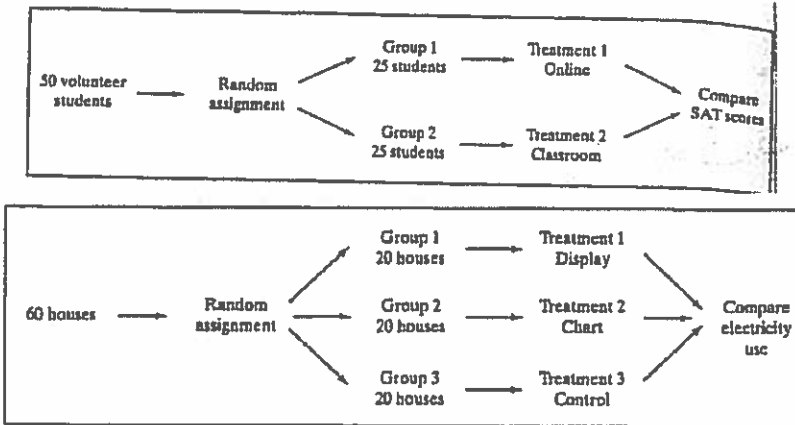 Group 1
25 students
Treatment 1
Online
50 volunteer
students
Random
assignment
Compare
SAT scores
Group 2
25 students
Treatment 2
Classroom
Group 1
20 houses
Treatment 1
Display
60 houses
Random
assignment
Group 2
20 houses
Treatment 2
Chart
Compare
electricity
use
Group 3
20 houses
Treatment 3
Control